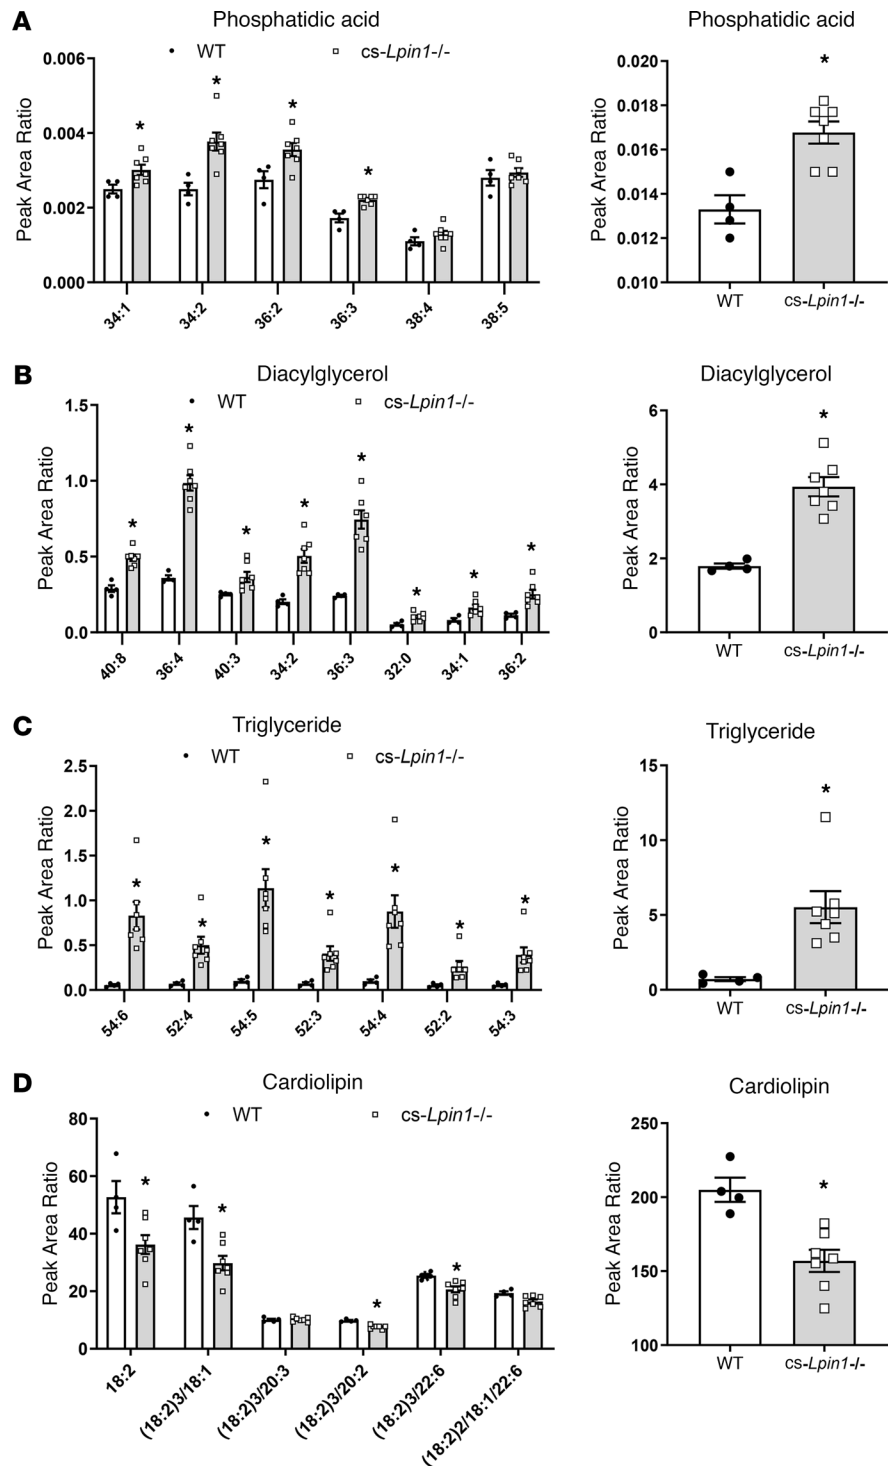 A
Phosphatidic acid
WT
cs-Lpin1-/-
Peak Area Ratio
0.006
0.004
0.002
0.000
*
*
*
*
34:1
34:2
36:2
36:3
38:4
38:5
Phosphatidic acid
Peak Area Ratio
0.020
0.018
0.016
0.014
0.012
0.010
*
WT
cs-Lpin1-/-
B
Diacylglycerol
WT
cs-Lpin1-/-
Peak Area Ratio
1.5
1.0
0.5
0.0
*
*
*
*
*
*
*
*
40:8
36:4
40:3
34:2
36:3
32:0
34:1
36:2
Diacylglycerol
Peak Area Ratio
6
4
2
0
*
WT
cs-Lpin1-/-
C
Triglyceride
WT
cs-Lpin1-/-
Peak Area Ratio
2.5
2.0
1.5
1.0
0.5
0.0
*
*
*
*
*
*
*
54:6
52:4
54:5
52:3
54:4
52:2
54:3
Triglyceride
Peak Area Ratio
15
10
5
0
*
WT
cs-Lpin1-/-
D
Cardiolipin
WT
cs-Lpin1-/-
Peak Area Ratio
80
60
40
20
0
*
*
*
*
18:2
(18:2)3/18:1
(18:2)3/20:3
(18:2)3/20:2
(18:2)3/22:6
(18:2)2/18:1/22:6
Cardiolipin
Peak Area Ratio
250
200
150
100
*
WT
cs-Lpin1-/-